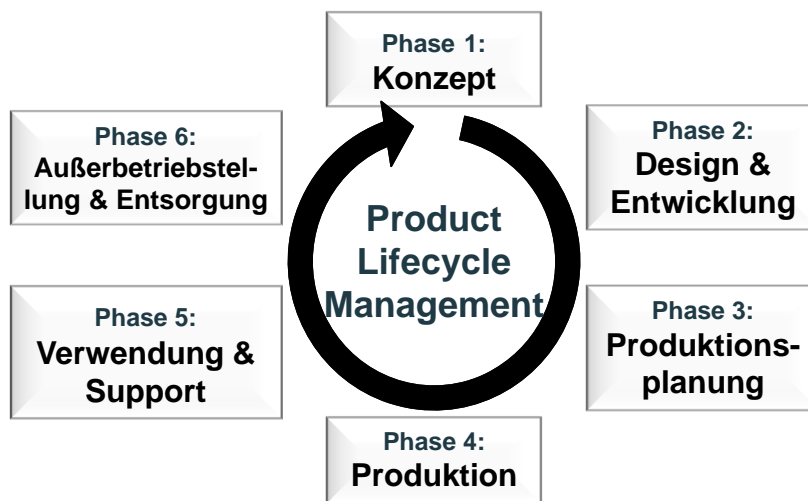 Phase 1:
Konzept
Phase 2:
Design &
Entwicklung
Phase 3:
Produktions-
planung
Phase 4:
Produktion
Phase 5:
Verwendung &
Support
Phase 6:
Außerbetriebstel-
lung & Entsorgung
Product
Lifecycle
Management